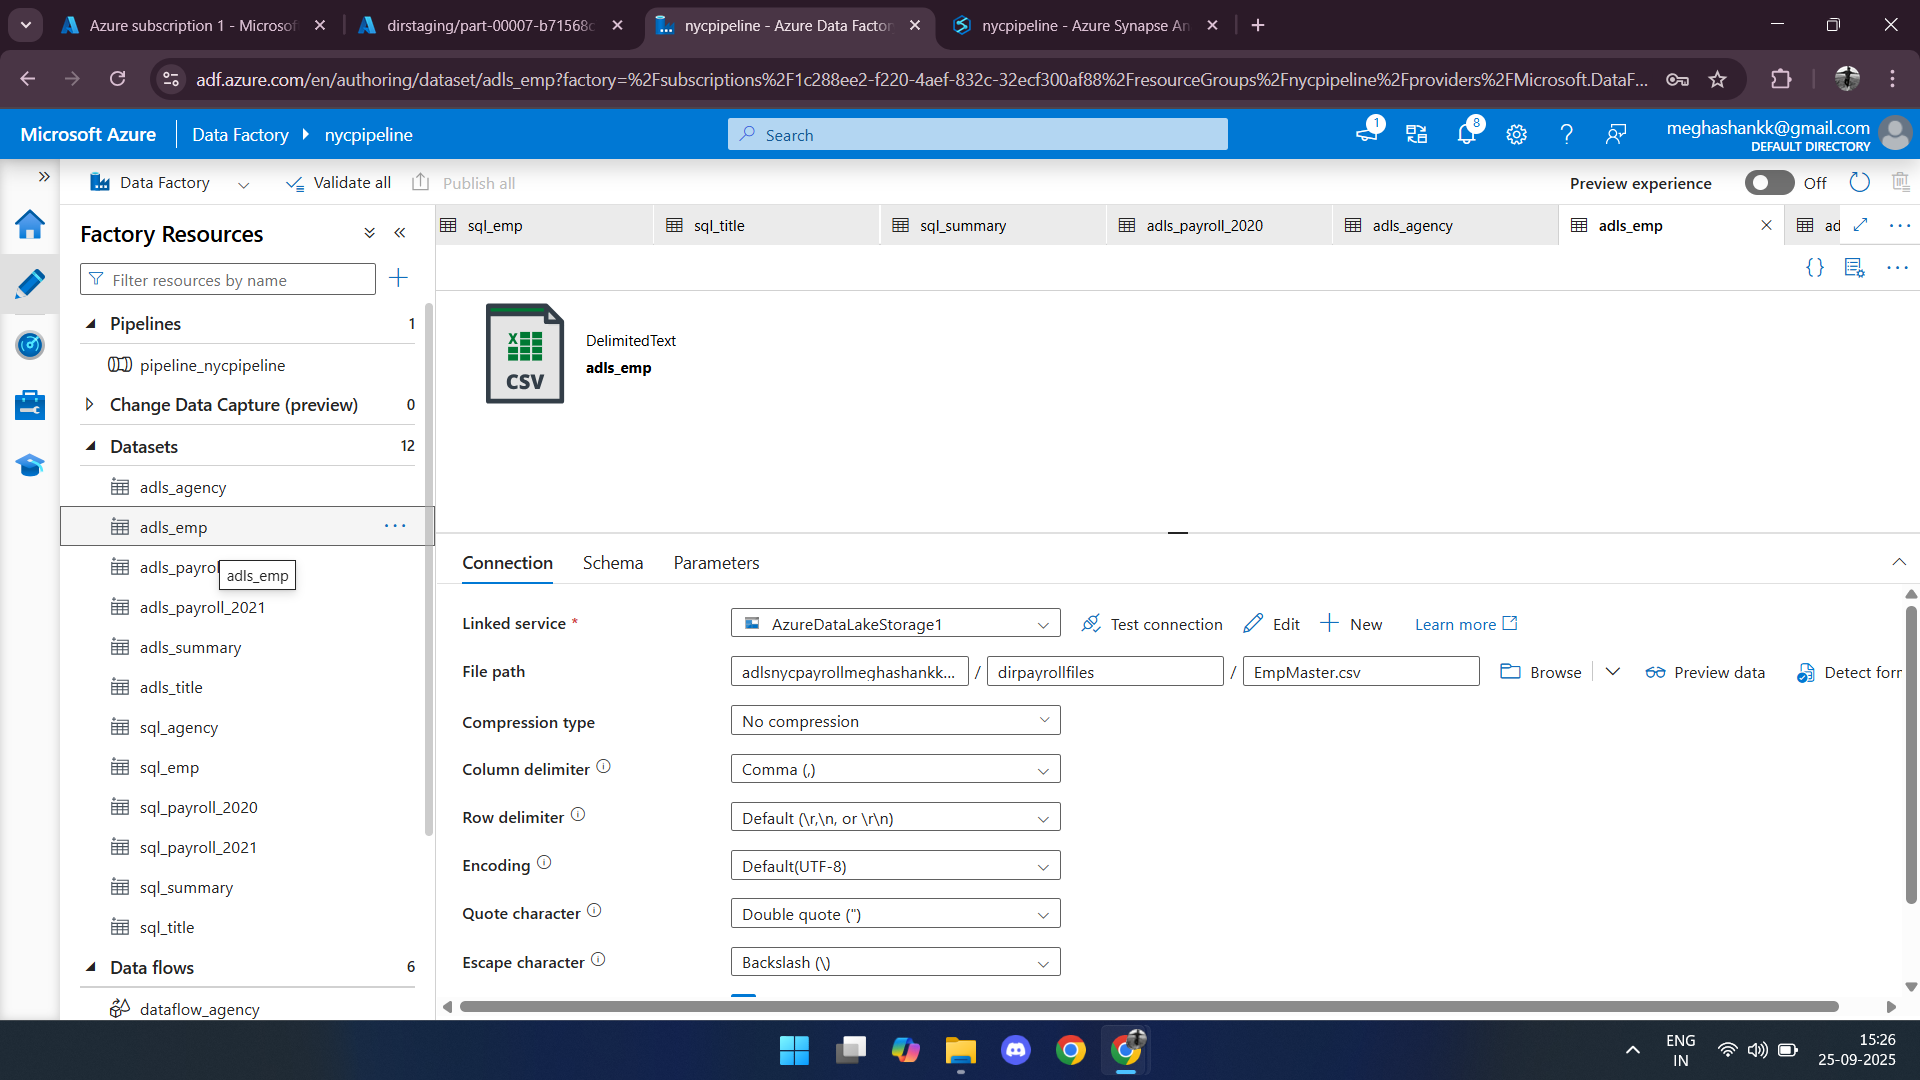 Azure subscription 1 - Microsof
dirstaging/part-00007-b71568c
nycpipeline - Azure Data Factor
nycpipeline - Azure Synapse An
adf.azure.com/en/authoring/dataset/adls_emp?factory=%2Fsubscriptions%2F1c288ee2-f220-4aef-832c-32ecf300af88%2FresourceGroups%2Fnycpipeline%2Fproviders%2FMicrosoft.DataF...
Microsoft Azure
Data Factory
nycpipeline
Search
1
8
meghashankk@gmail.com
DEFAULT DIRECTORY
Data Factory
Validate all
Publish all
Preview experience
Off
Factory Resources
Filter resources by name
Pipelines 1
pipeline_nycpipeline
Change Data Capture (preview) 0
Datasets 12
adls_agency
adls_emp
adls_payrol
adls_emp
adls_payroll_2021
adls_summary
adls_title
sql_agency
sql_emp
sql_payroll_2020
sql_payroll_2021
sql_summary
sql_title
Data flows 6
dataflow_agency
sql_emp
sql_title
sql_summary
adls_payroll_2020
adls_agency
adls_emp
ad
X
CSV
DelimitedText
adls_emp
Connection
Schema
Parameters
Linked service *
AzureDataLakeStorage1
Test connection
Edit
New
Learn more
File path
adlsnycpayrollmeghashankk... / dirpayrollfiles / EmpMaster.csv
Browse
Preview data
Detect forr
Compression type
No compression
Column delimiter
Comma (,)
Row delimiter
Default (\r,\n, or \r\n)
Encoding
Default(UTF-8)
Quote character
Double quote (")
Escape character
Backslash (\)
ENG
IN
15:26
25-09-2025